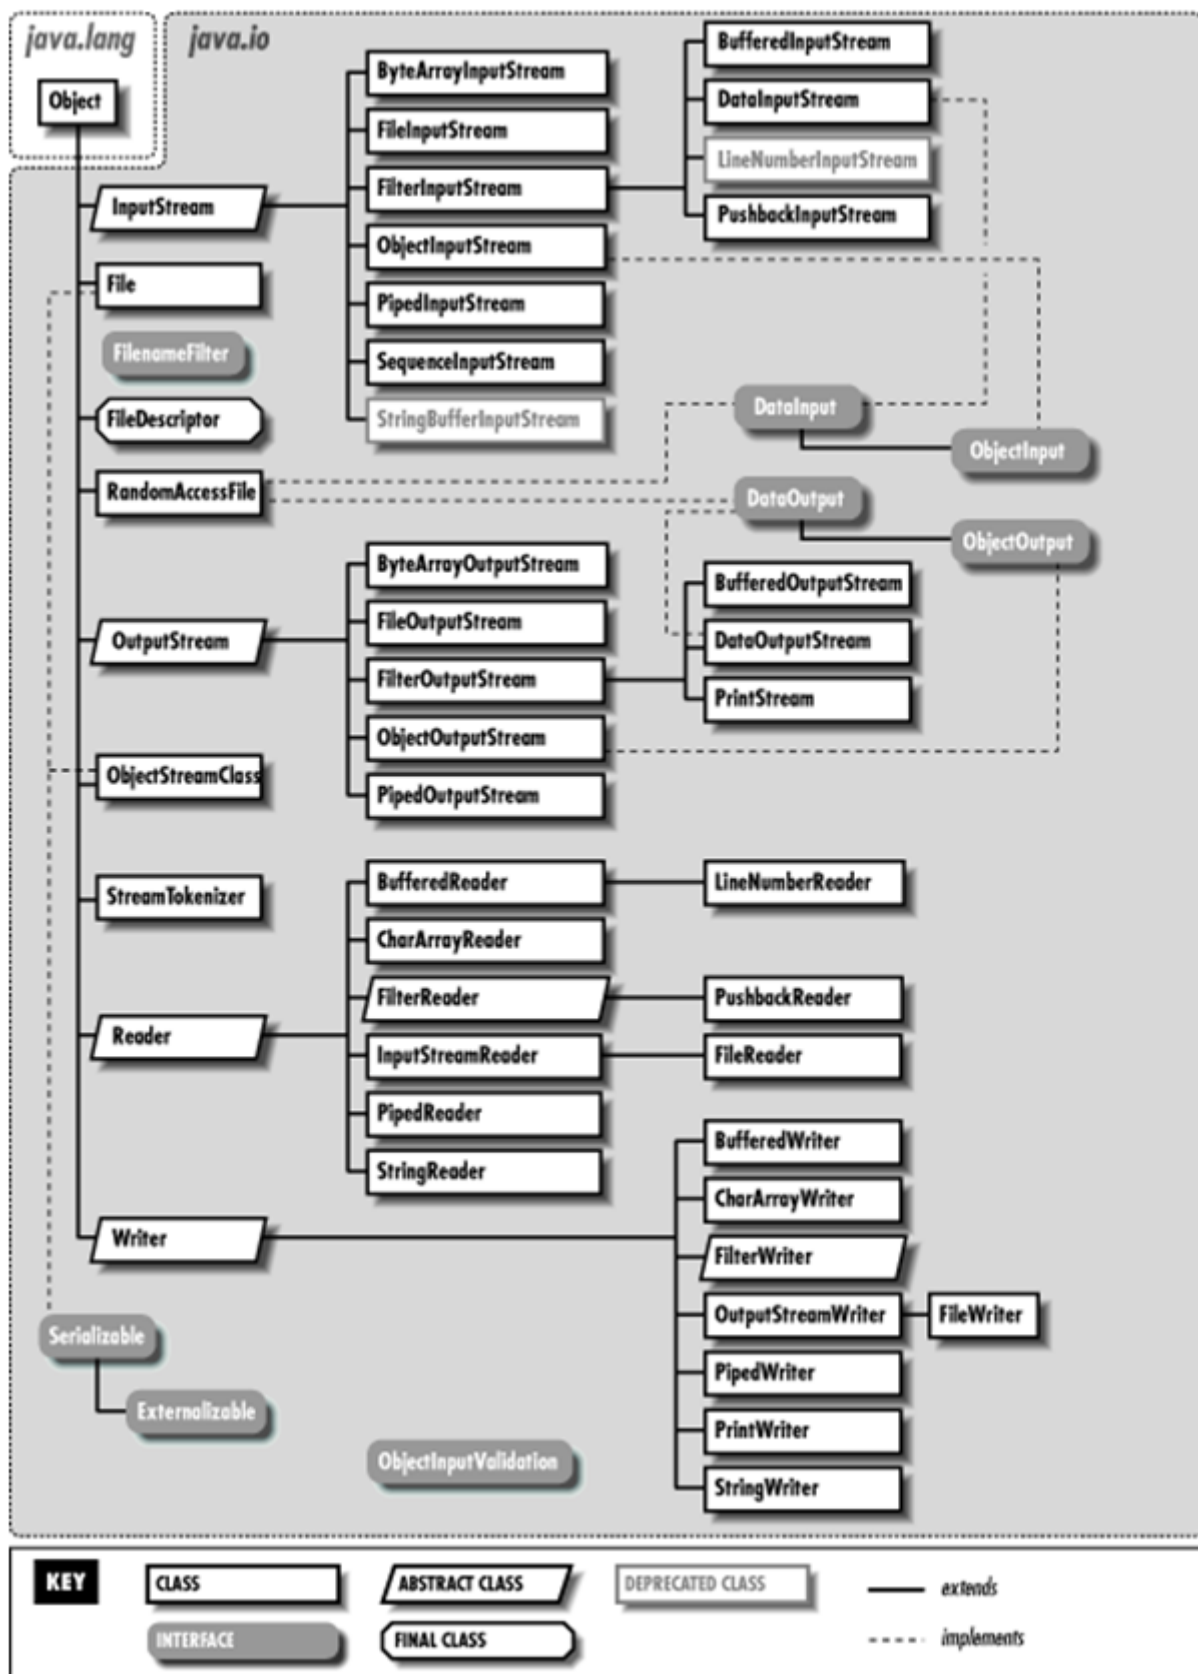 java.lang
java.io
Object
InputStream
File
FilenameFilter
FileDescriptor
RandomAccessFile
OutputStream
ObjectStreamClass
StreamTokenizer
Reader
Writer
Serializable
Externalizable
ByteArrayInputStream
FileInputStream
FilterInputStream
ObjectInputStream
PipedInputStream
SequenceInputStream
StringBufferInputStream
BufferedInputStream
DataInputStream
LineNumberInputStream
PushbackInputStream
DataInput
ObjectInput
DataOutput
ObjectOutput
ByteArrayOutputStream
FileOutputStream
FilterOutputStream
ObjectOutputStream
PipedOutputStream
BufferedOutputStream
DataOutputStream
PrintStream
BufferedReader
CharArrayReader
FilterReader
InputStreamReader
PipedReader
StringReader
LineNumberReader
PushbackReader
FileReader
BufferedWriter
CharArrayWriter
FilterWriter
OutputStreamWriter
FileWriter
PipedWriter
PrintWriter
StringWriter
ObjectInputValidation
KEY
CLASS
ABSTRACT CLASS
DEPRECATED CLASS
extends
INTERFACE
FINAL CLASS
implements